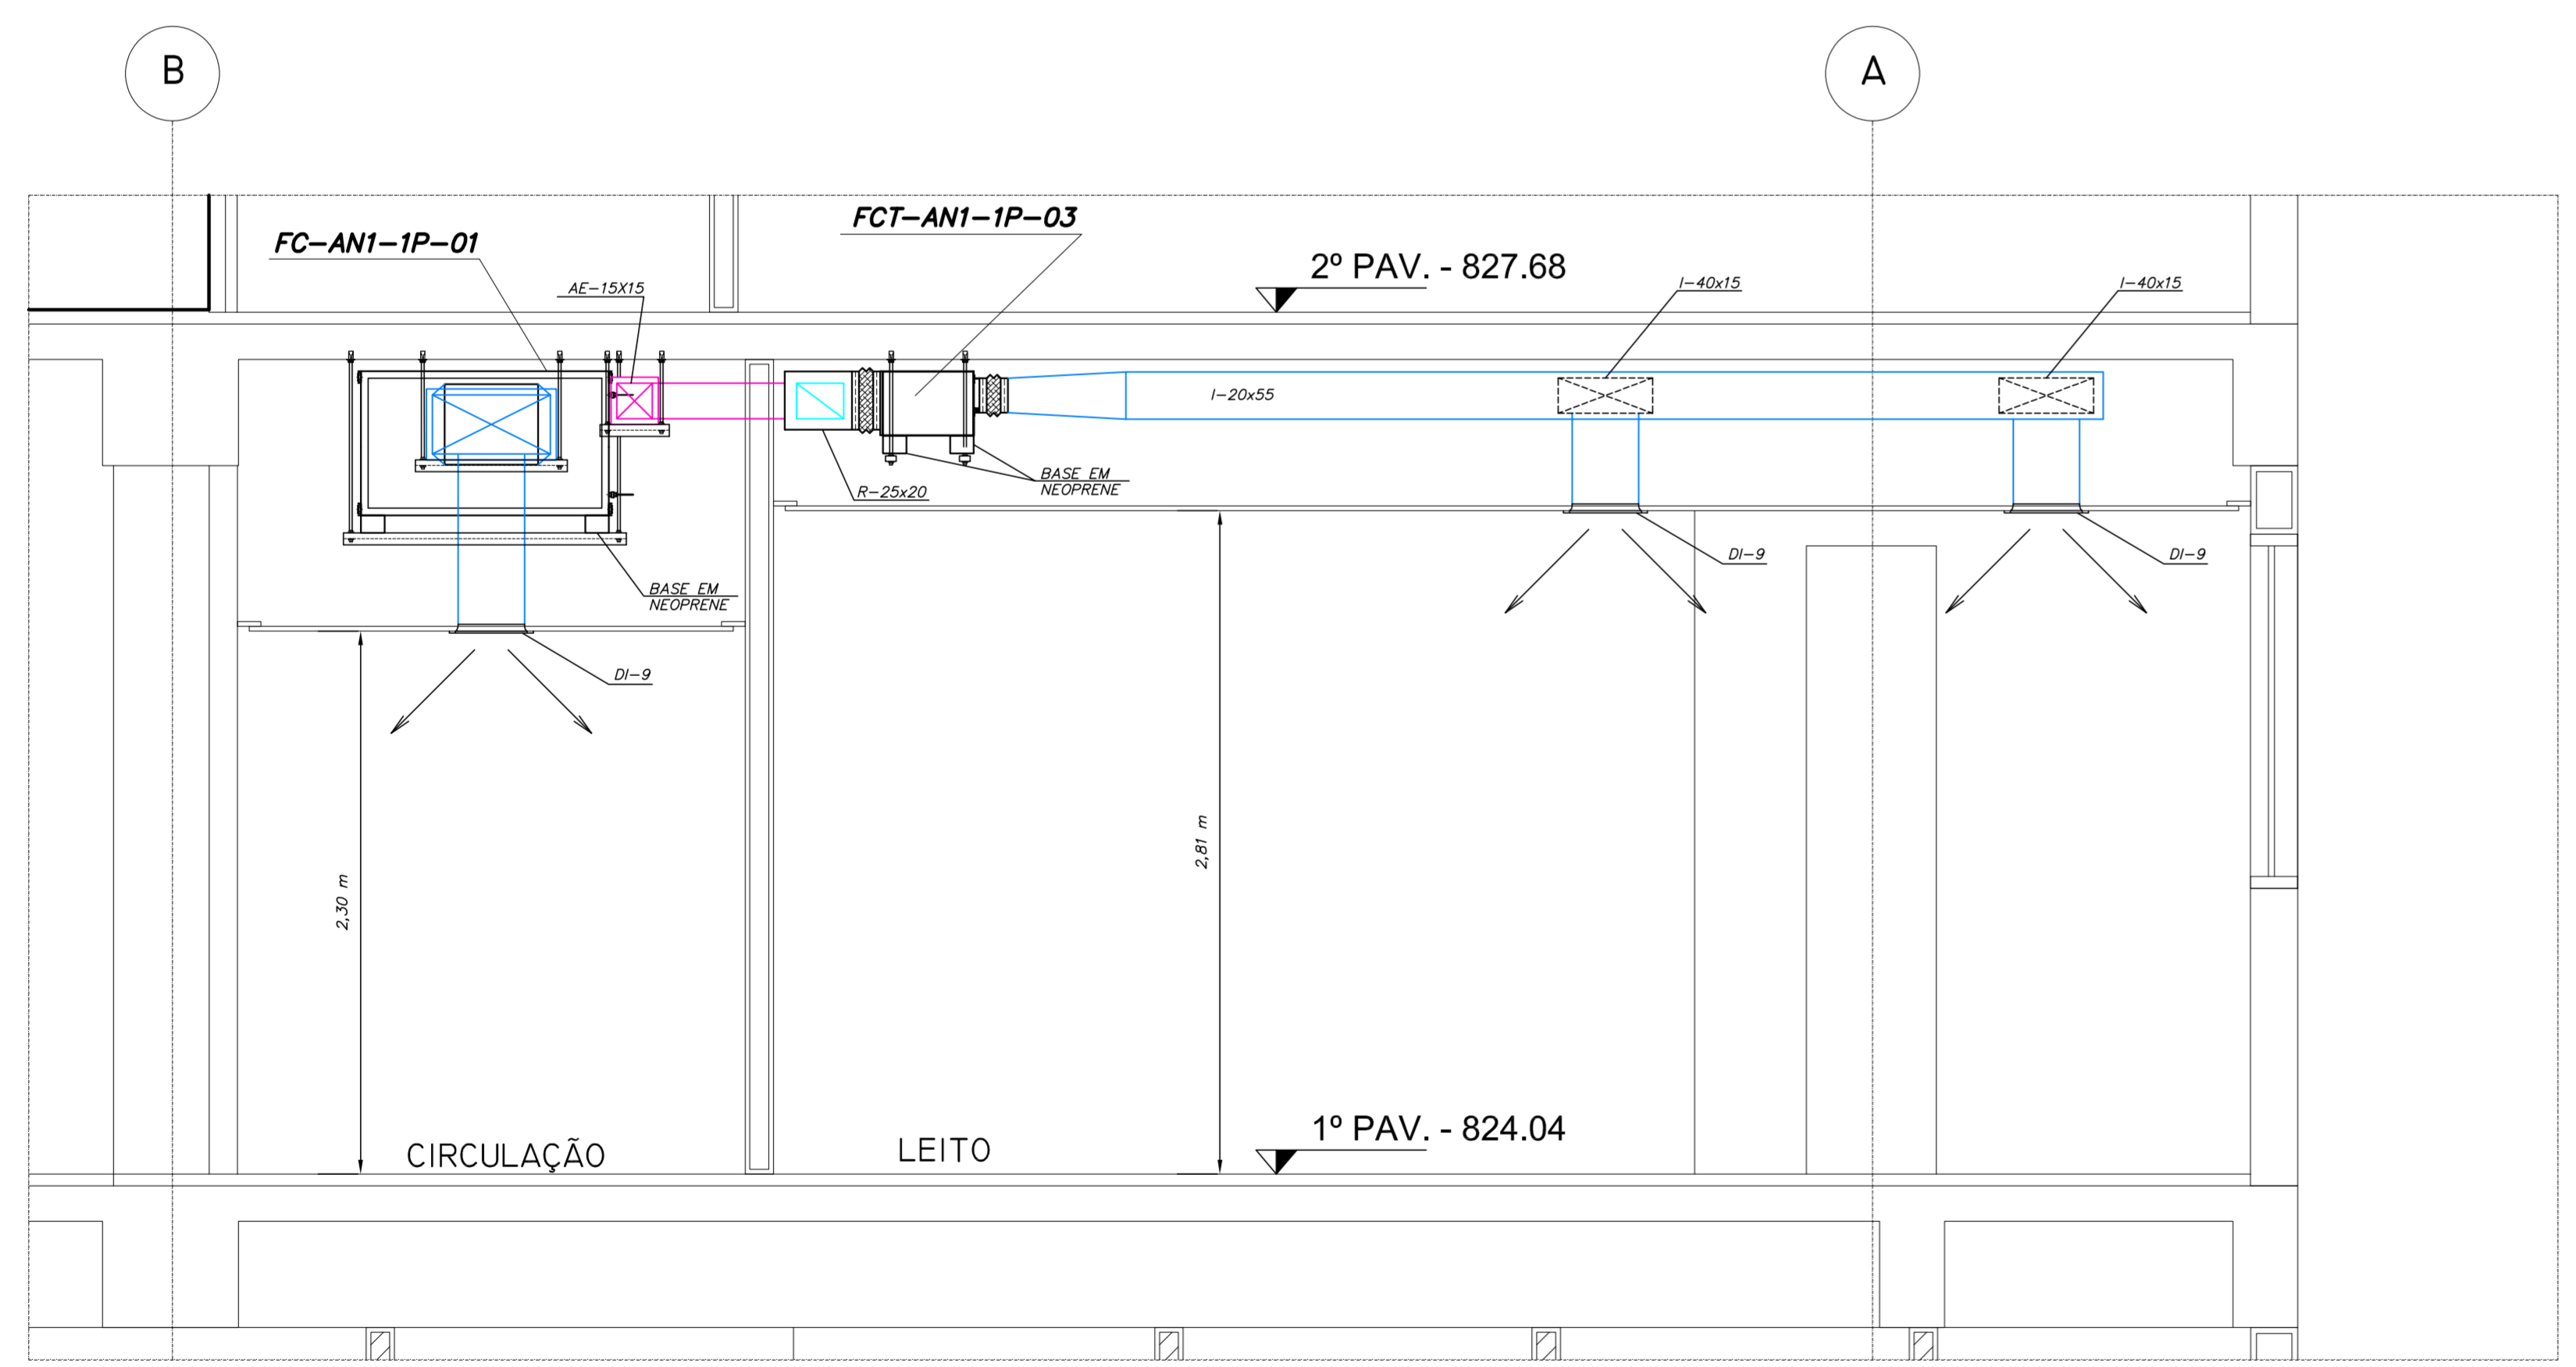 B
A
FCT-AN1-1P-03
FC-AN1-1P-01
2º PAV. - 827.68
AE-15X15
I-40x15
I-40x15
I-20x55
BASE EM
NEOPRENE
R-25x20
DI-9
DI-9
BASE EM
NEOPRENE
DI-9
2,30 m
2,81 m
1º PAV. - 824.04
CIRCULAÇÃO
LEITO